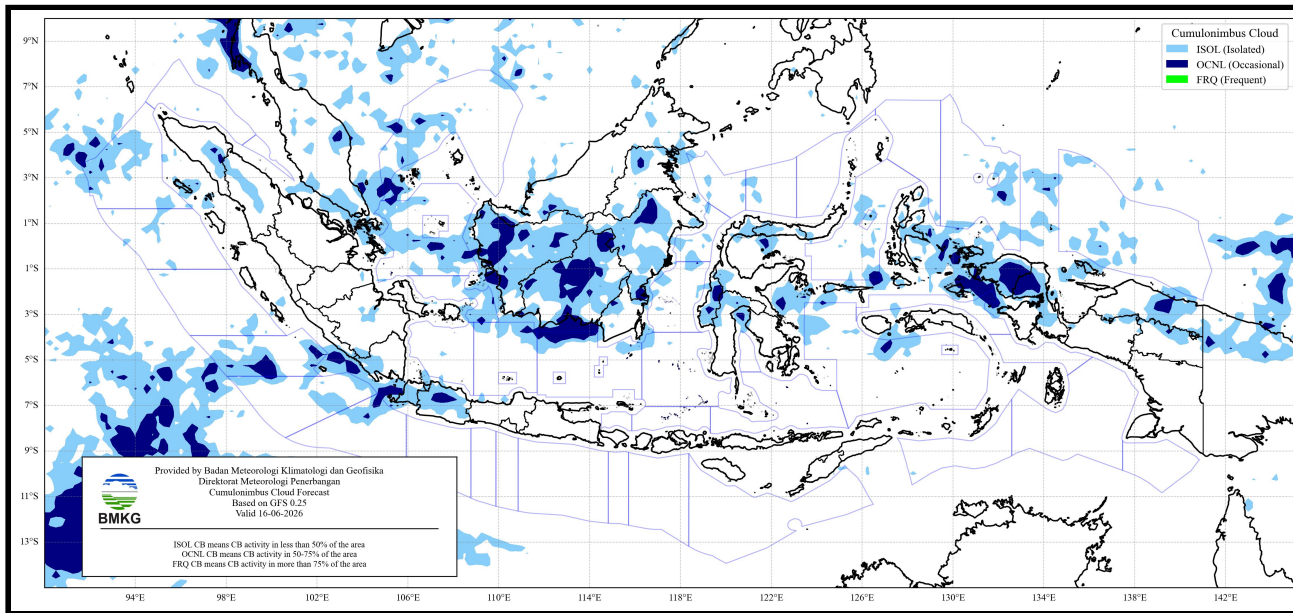 Cumulonimbus Cloud
ISOL (Isolated)
OCNL (Occasional)
FRQ (Frequent)
9°N
7°N
5°N
3°N
1°N
1°S
3°S
5°S
7°S
9°S
11°S
13°S
Provided by Badan Meteorologi Klimatologi dan Geofisika
Direktorat Meteorologi Penerbangan
Cumulonimbus Cloud Forecast
Based on GFS 0.25
Valid 16-06-2026
BMKG
ISOL CB means CB activity in less than 50% of the area
OCNL CB means CB activity in 50-75% of the area
FRQ CB means CB activity in more than 75% of the area
94°E 98°E 102°E 106°E 110°E 114°E 118°E 122°E 126°E 130°E 134°E 138°E 142°E